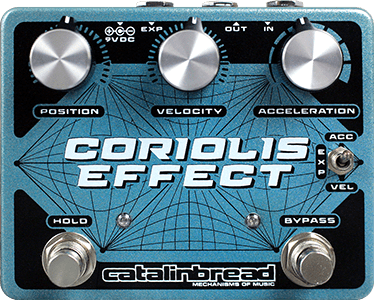 9VDC EXP OUT IN
POSITION VELOCITY ACCELERATION
CORIOLIS
EFFECT
ACC
EXP
VEL
HOLD BYPASS
catalinbread
MECHANISMS OF MUSIC